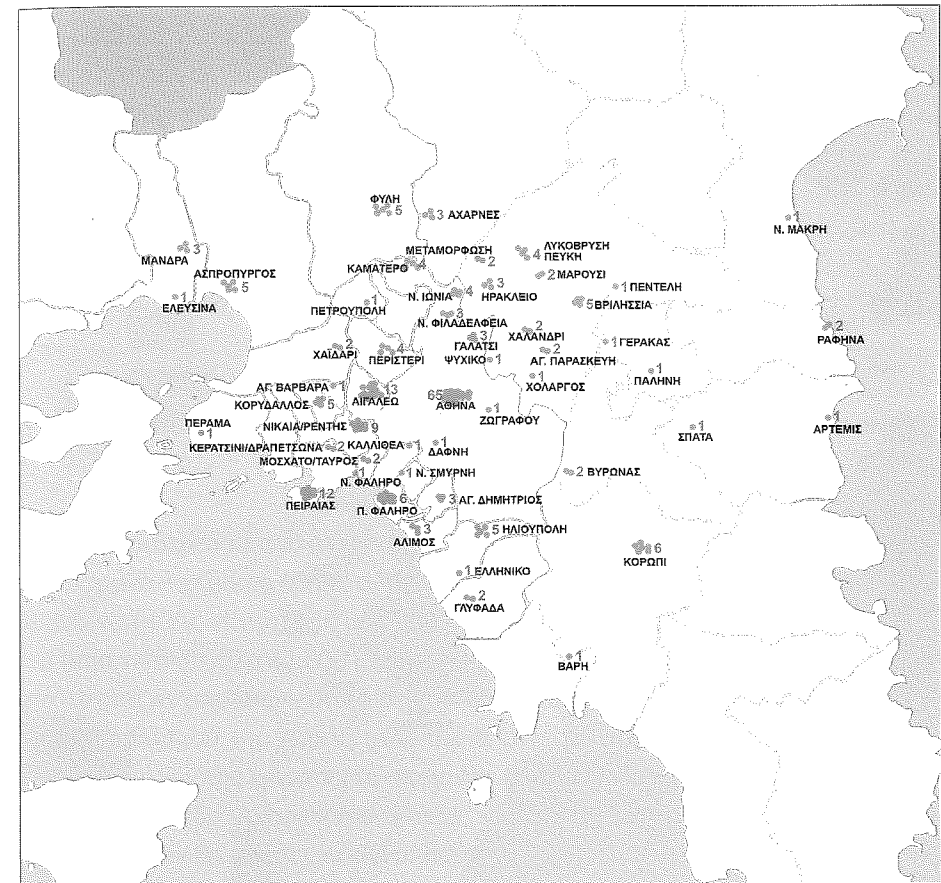 ΦΥΛΗ
5
3 ΑΧΑΡΝΕΣ
1
Ν. ΜΑΚΡΗ
ΜΑΝΔΡΑ
3
ΜΕΤΑΜΟΡΦΩΣΗ
2
ΛΥΚΟΒΡΥΣΗ
4 ΠΕΥΚΗ
ΚΑΜΑΤΕΡΟ
4
2 ΜΑΡΟΥΣΙ
ΑΣΠΡΟΠΥΡΓΟΣ
5
1
ΕΛΕΥΣΙΝΑ
3
ΗΡΑΚΛΕΙΟ
1 ΠΕΝΤΕΛΗ
Ν. ΙΩΝΙΑ
4
5 ΒΡΙΛΗΣΣΙΑ
1
ΠΕΤΡΟΥΠΟΛΗ
3
Ν. ΦΙΛΑΔΕΛΦΕΙΑ
2
ΡΑΦΗΝΑ
2
ΧΑΛΑΝΔΡΙ
3
ΓΑΛΑΤΣΙ
1 ΓΕΡΑΚΑΣ
2
ΧΑΪΔΑΡΙ
4
ΠΕΡΙΣΤΕΡΙ
ΨΥΧΙΚΟ
1
2
ΑΓ. ΠΑΡΑΣΚΕΥΗ
1
ΧΟΛΑΡΓΟΣ
1
ΠΑΛΗΝΗ
ΑΓ. ΒΑΡΒΑΡΑ
1
13
ΑΙΓΑΛΕΩ
65
ΑΘΗΝΑ
ΚΟΡΥΔΑΛΛΟΣ
5
1
ΖΩΓΡΑΦΟΥ
1
ΑΡΤΕΜΙΣ
ΠΕΡΑΜΑ
1
ΝΙΚΑΙΑ/ΡΕΝΤΗΣ
9
1
ΣΠΑΤΑ
ΚΕΡΑΤΣΙΝΙ/ΔΡΑΠΕΤΣΩΝΑ
2
ΚΑΛΛΙΘΕΑ
1
1
ΔΑΦΝΗ
ΜΟΣΧΑΤΟ/ΤΑΥΡΟΣ
2
1
Ν. ΦΑΛΗΡΟ
1 Ν. ΣΜΥΡΝΗ
2 ΒΥΡΩΝΑΣ
12
ΠΕΙΡΑΙΑΣ
6
Π. ΦΑΛΗΡΟ
3 ΑΓ. ΔΗΜΗΤΡΙΟΣ
3
ΑΛΙΜΟΣ
5 ΗΛΙΟΥΠΟΛΗ
6
ΚΟΡΩΠΙ
1 ΕΛΛΗΝΙΚΟ
2
ΓΛΥΦΑΔΑ
1
ΒΑΡΗ